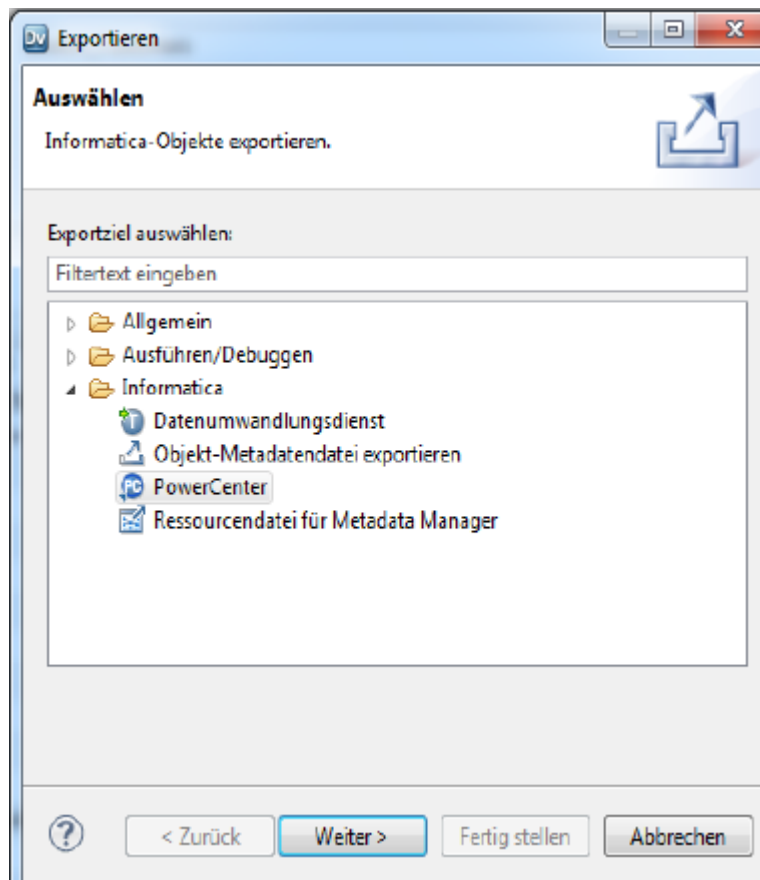 Dv Exportieren
Auswählen
Informatica-Objekte exportieren.
Exportziel auswählen:
Filtertext eingeben
Allgemein
Ausführen/Debuggen
Informatica
Datenumwandlungsdienst
Objekt-Metadatendatei exportieren
PC PowerCenter
Ressourcendatei für Metadata Manager
? < Zurück Weiter > Fertig stellen Abbrechen